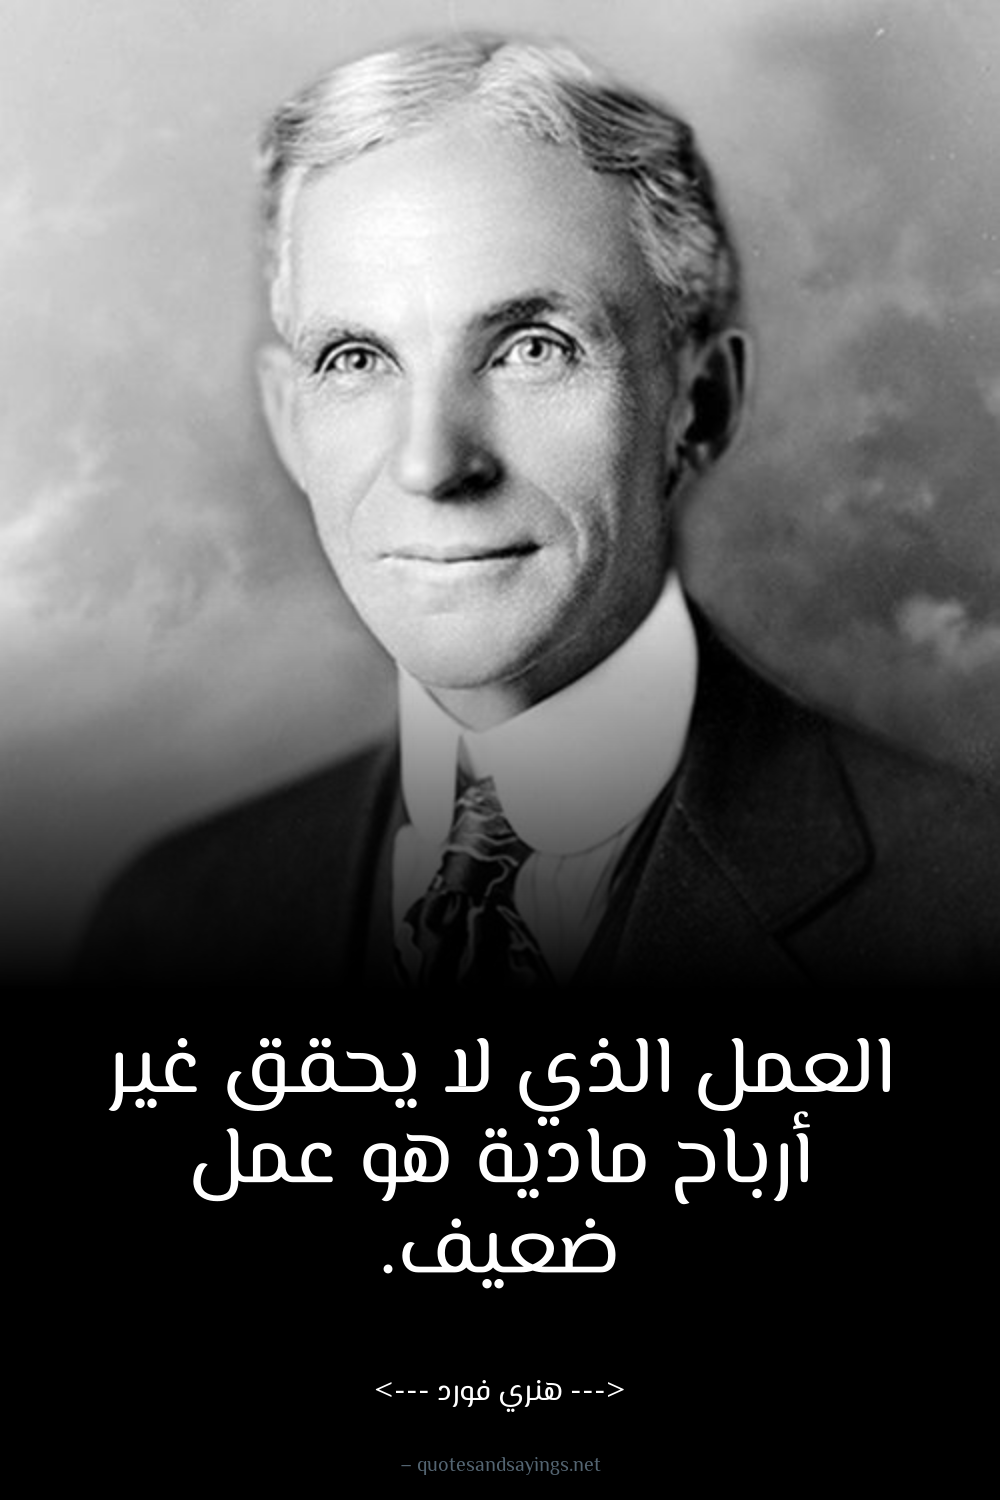 العمل الذي لا يحقق غير
أرباح مادية هو عمل
ضعيف.
<--- هنري فورد --->
– quotesandsayings.net